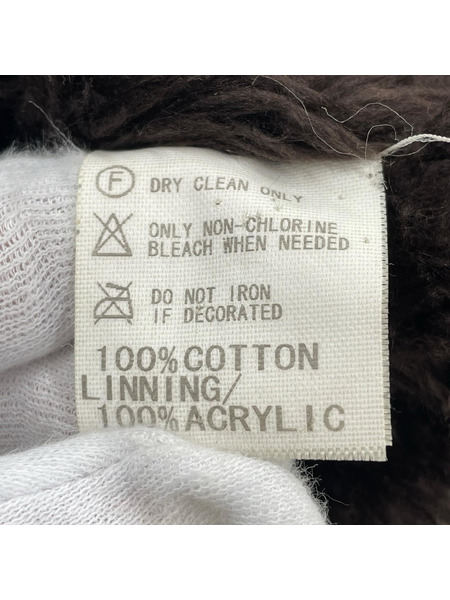 F DRY CLEAN ONLY
ONLY NON-CHLORINE
BLEACH WHEN NEEDED
DO NOT IRON
IF DECORATED
100%COTTON
LINNING/
100%ACRYLIC